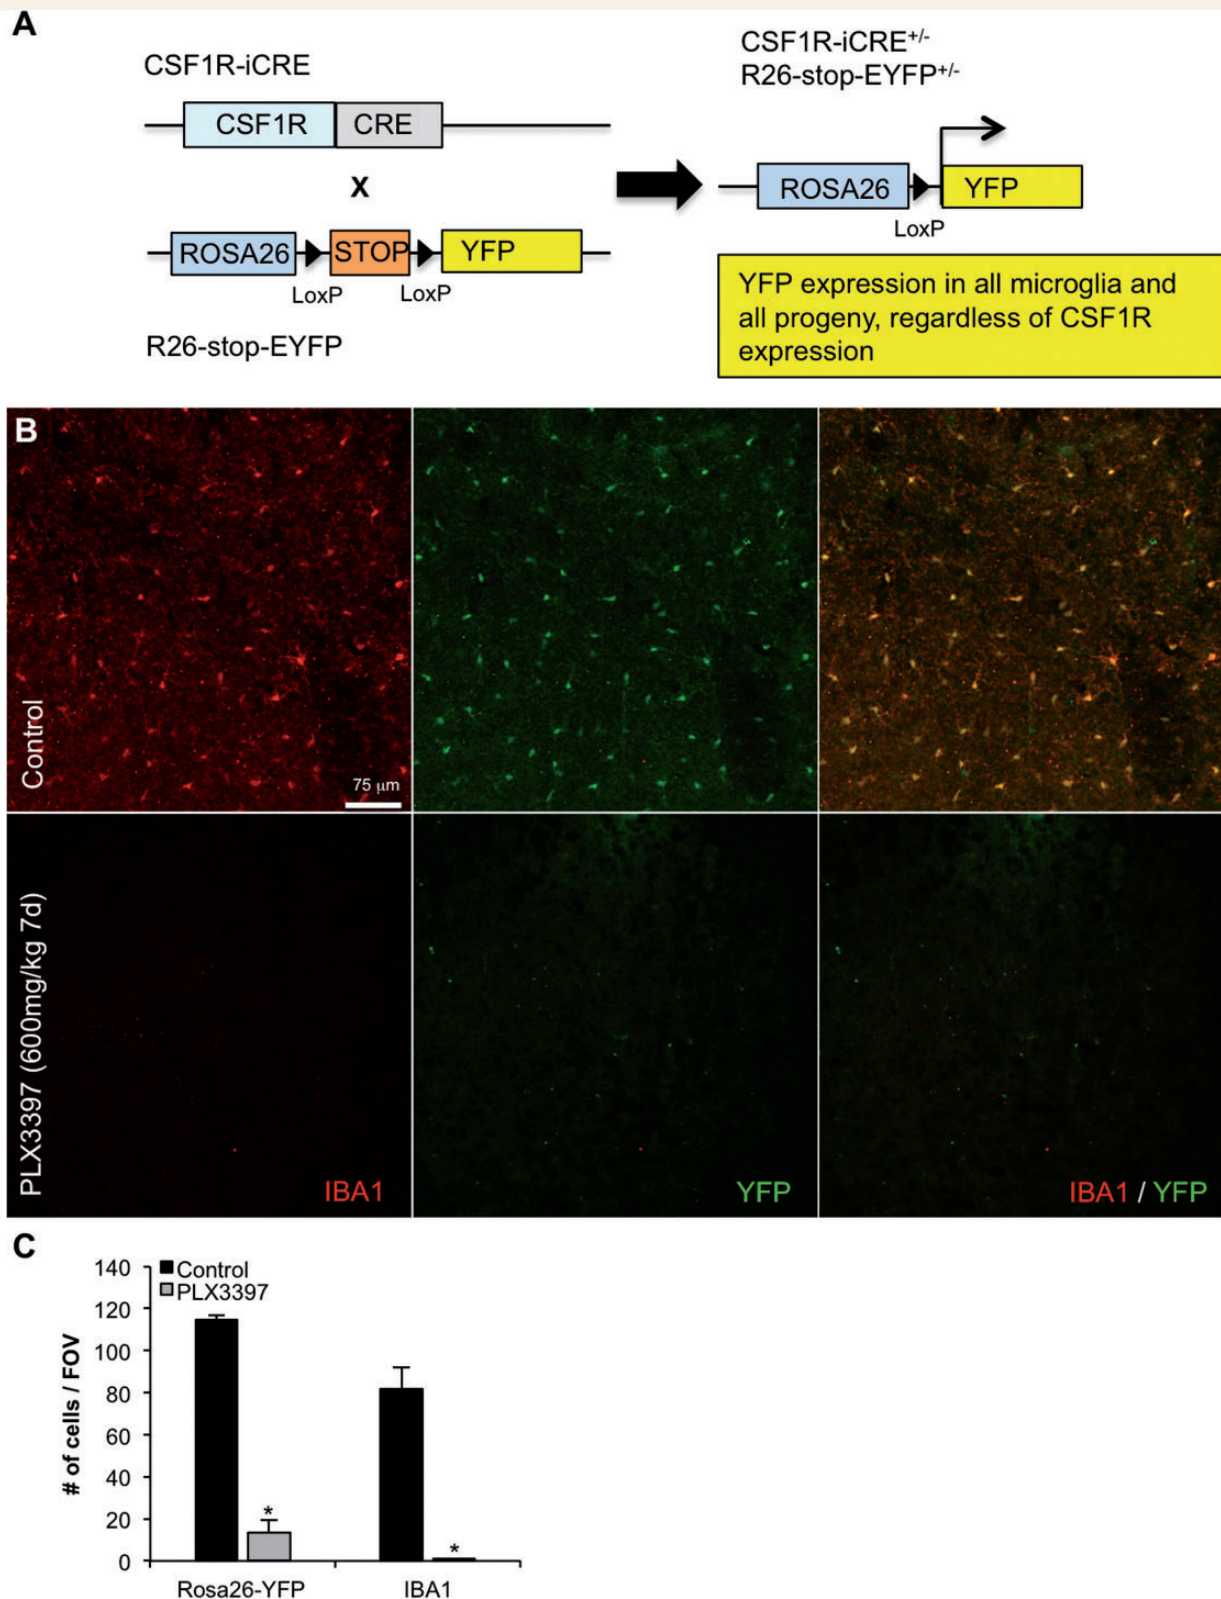 A
CSF1R-iCRE
CSF1R CRE
X
ROSA26 STOP YFP
LoxP LoxP
R26-stop-EYFP
CSF1R-iCRE+/-
R26-stop-EYFP+/-
ROSA26 YFP
LoxP
YFP expression in all microglia and
all progeny, regardless of CSF1R
expression
B
Control
75 μm
PLX3397 (600mg/kg 7d)
IBA1
YFP
IBA1 / YFP
C
# of cells / FOV
140
120
100
80
60
40
20
0
Control
PLX3397
*
*
Rosa26-YFP
IBA1